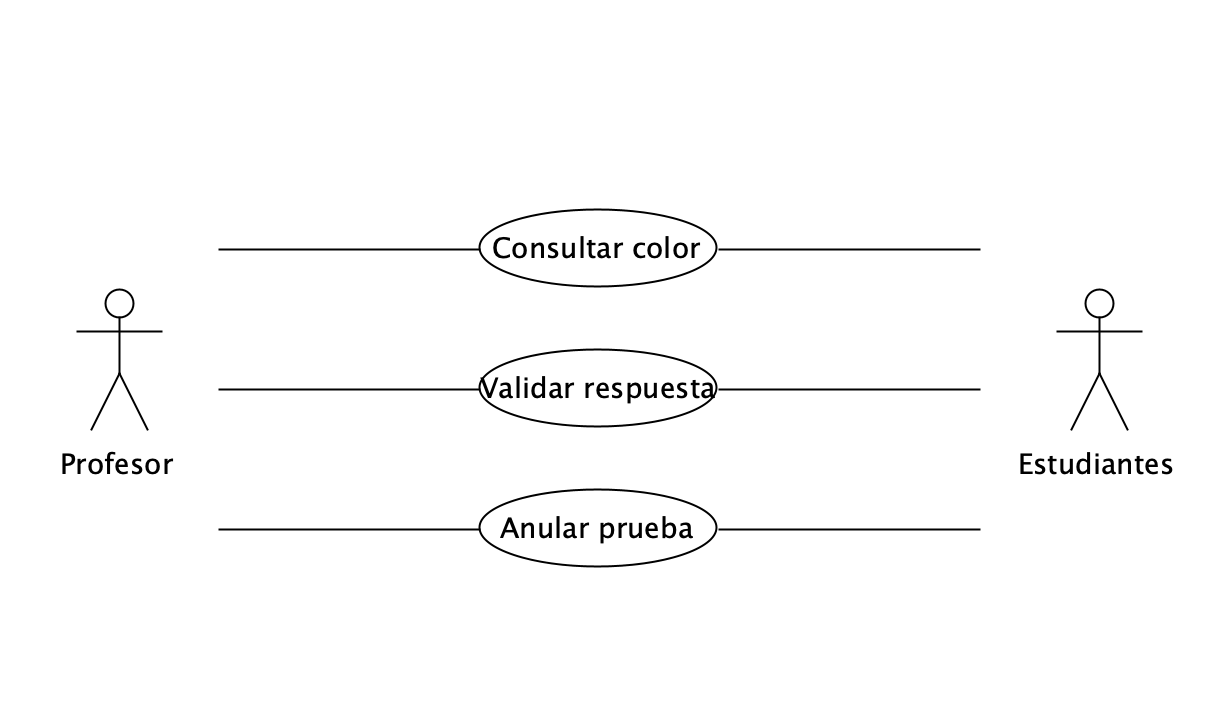 Consultar color
Validar respuesta
Profesor
Estudiantes
Anular prueba